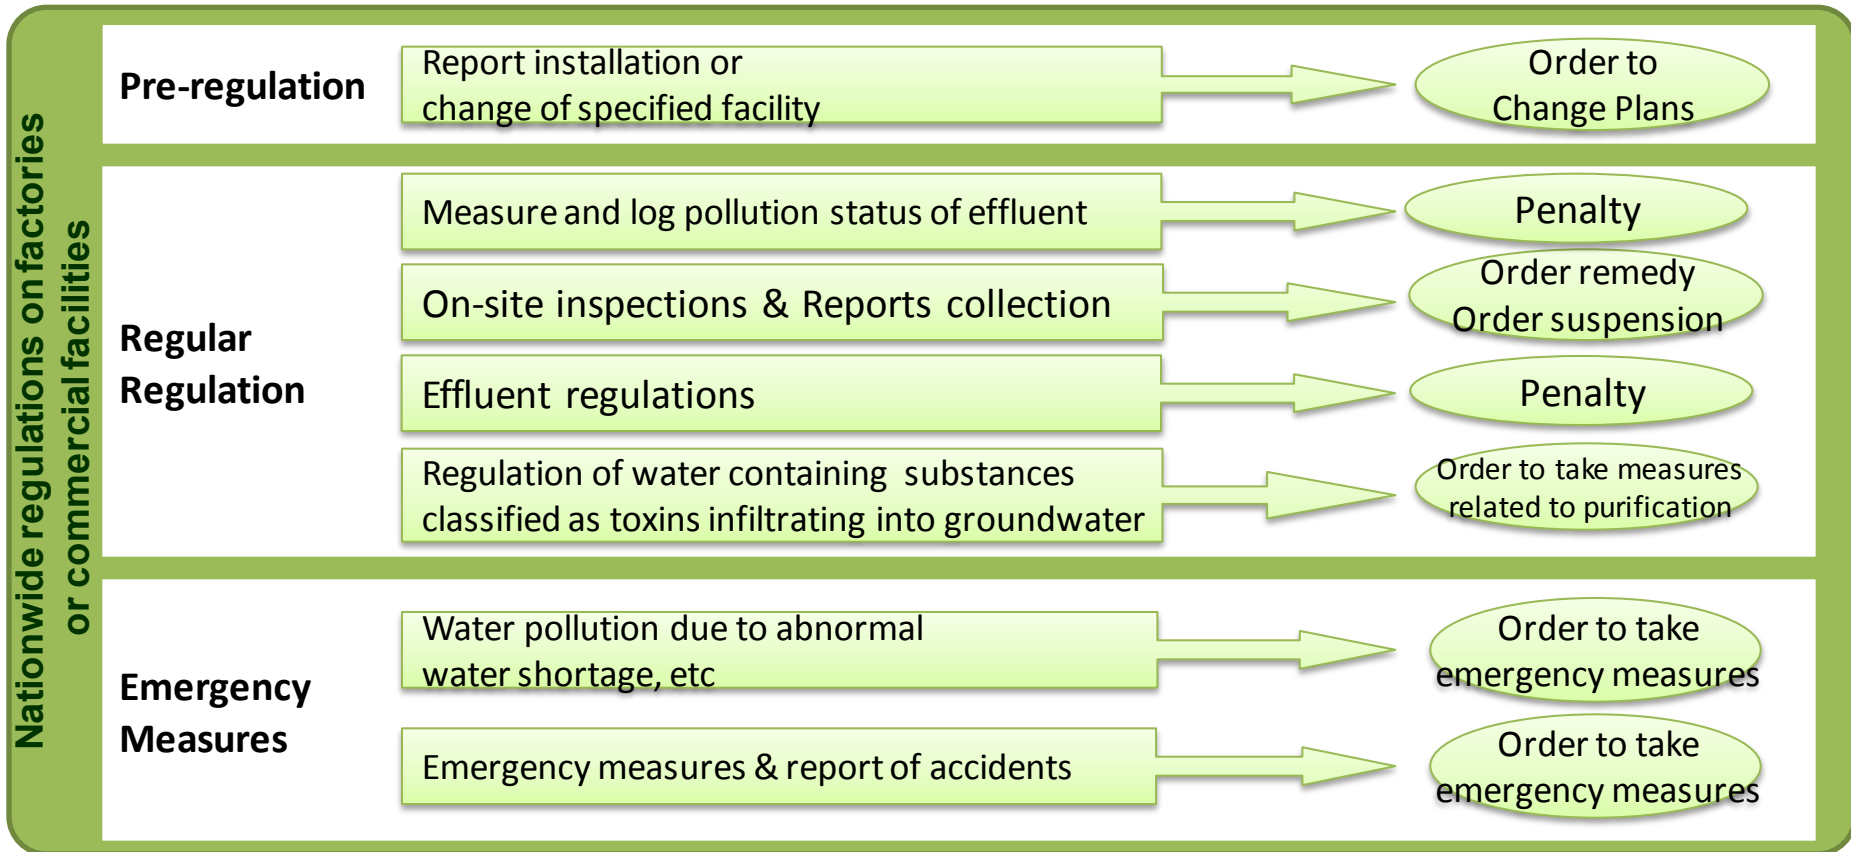 Nationwide regulations on factories
or commercial facilities
Pre-regulation
Report installation or
change of specified facility
Order to
Change Plans
Regular
Regulation
Measure and log pollution status of effluent
Penalty
On-site inspections & Reports collection
Order remedy
Order suspension
Effluent regulations
Penalty
Regulation of water containing substances
classified as toxins infiltrating into groundwater
Order to take measures
related to purification
Emergency
Measures
Water pollution due to abnormal
water shortage, etc
Order to take
emergency measures
Emergency measures & report of accidents
Order to take
emergency measures